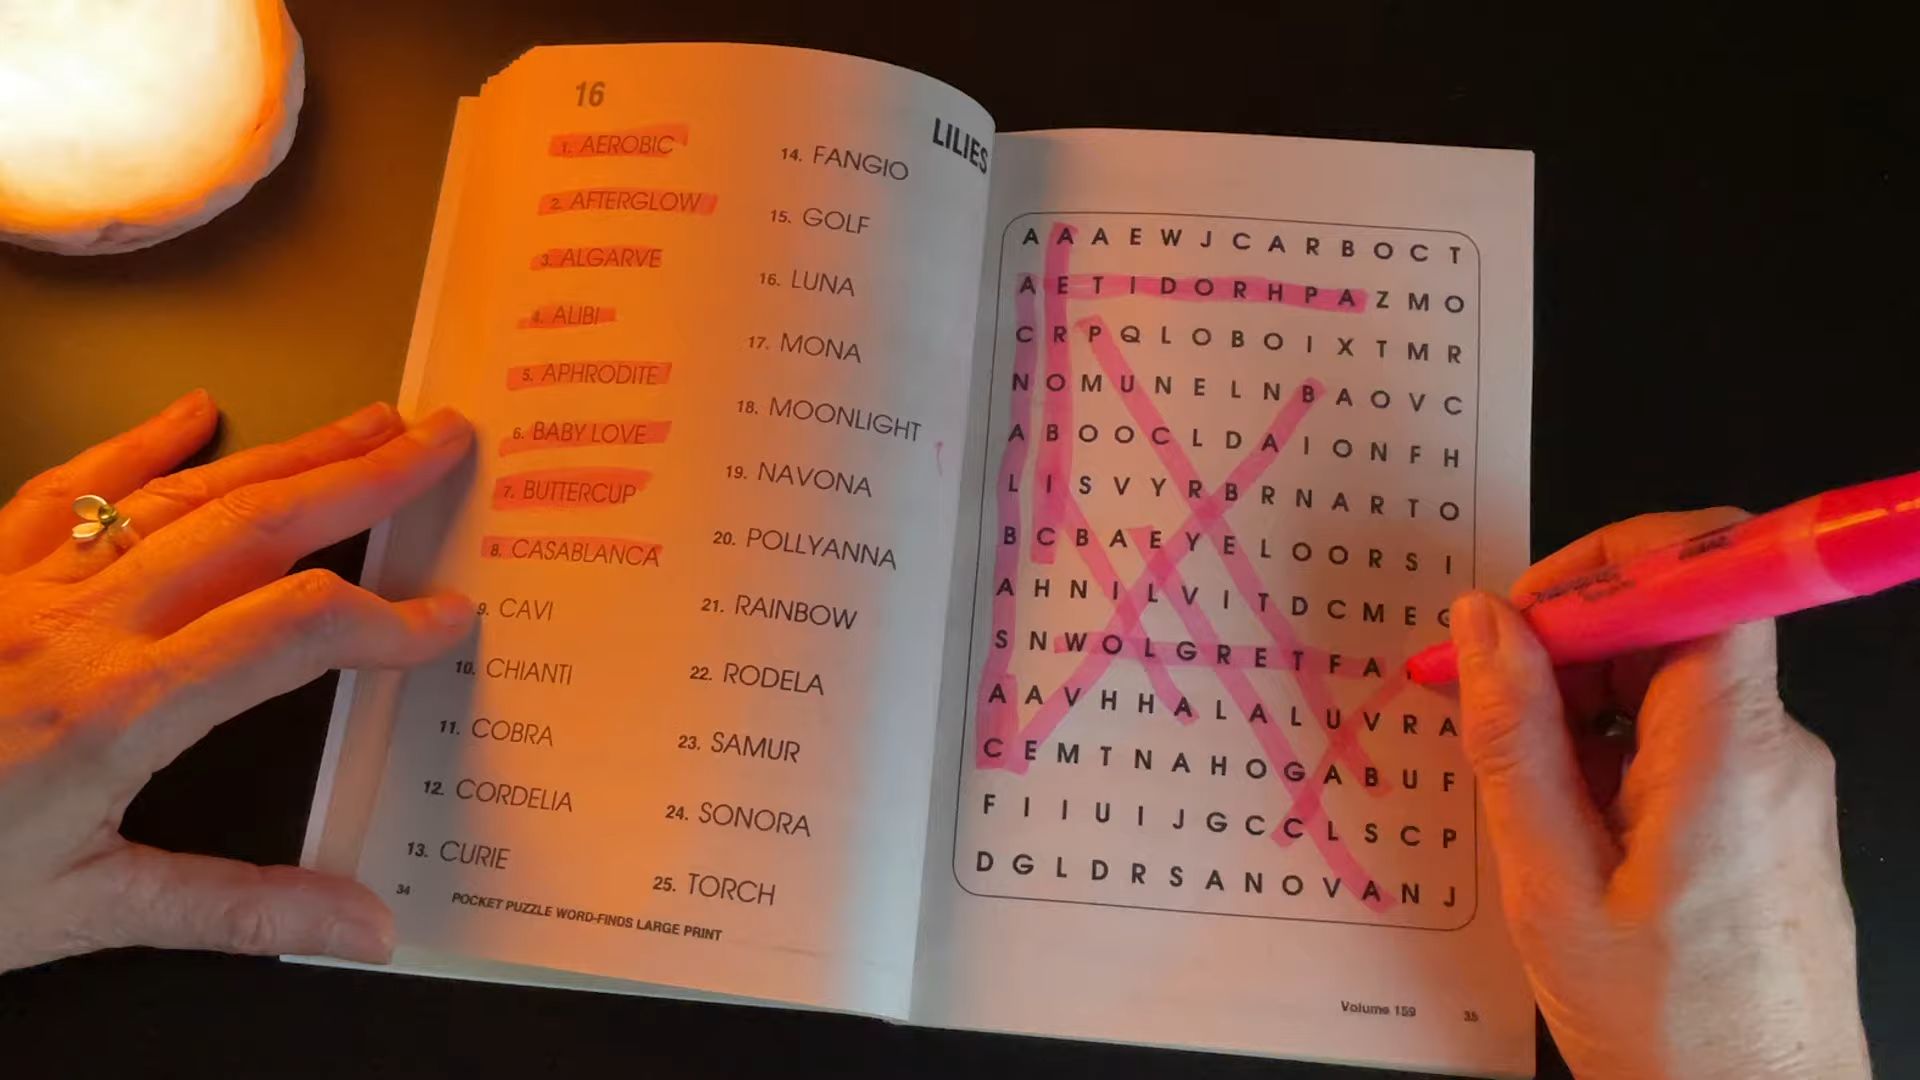 16
LILIES
1. AEROBIC
2. AFTERGLOW
3. ALGARVE
4. ALIBI
5. APHRODITE
6. BABY LOVE
7. BUTTERCUP
8. CASABLANCA
9. CAVI
10. CHIANTI
11. COBRA
12. CORDELIA
13. CURIE
14. FANGIO
15. GOLF
16. LUNA
17. MONA
18. MOONLIGHT
19. NAVONA
20. POLLYANNA
21. RAINBOW
22. RODELA
23. SAMUR
24. SONORA
25. TORCH
34 POCKET PUZZLE WORD-FINDS LARGE PRINT
A A A E W J C A R B O C T
A E T I D O R H P A Z M O
C R P Q L O B O I X T M R
N O M U N E L N B A O V C
A B O O C L D A I O N F H
L I S V Y R B R N A R T O
B C B A E Y E L O O R S I
A H N I L V I T D C M E G
S N W O L G R E T F A
A A V H H A L A L U V R A
C E M T N A H O G A B U F
F I I U I J G C C L S C P
D G L D R S A N O V A N J
Volume 159 35